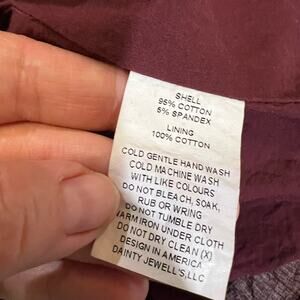 SHELL
95% COTTON
5% SPANDEX
LINING
100% COTTON
COLD GENTLE HAND WASH
COLD MACHINE WASH
WITH LIKE COLOURS
DO NOT BLEACH, SOAK,
RUB OR WRING
DO NOT TUMBLE DRY
WARM IRON UNDER CLOTH
DO NOT DRY CLEAN (X)
DESIGN IN AMERICA
DAINTY JEWELL'S,LLC